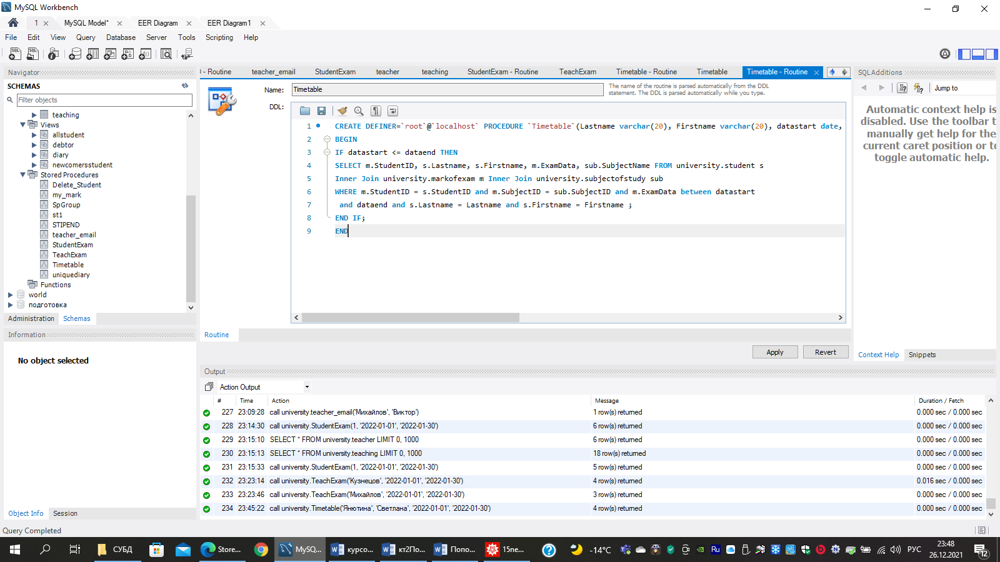 MySQL Workbench
1
MySQL Model*
EER Diagram
EER Diagram1
File Edit View Query Database Server Tools Scripting Help
Navigator
SCHEMAS
Filter objects
teaching
Views
allstudent
debtor
diary
newcomersstudent
Stored Procedures
Delete_Student
my_mark
SpGroup
st1
STIPEND
teacher_email
StudentExam
TeachExam
Timetable
uniquediary
Functions
world
подготовка
Administration Schemas
Information
No object selected
Object Info Session
- Routine teacher_email StudentExam teacher teaching StudentExam - Routine TeachExam Timetable - Routine Timetable Timetable - Routine
Name: Timetable
The name of the routine is parsed automatically from the DDL
statement. The DDL is parsed automatically while you type.
DDL:
1 CREATE DEFINER=`root`@`localhost` PROCEDURE `Timetable`(Lastname varchar(20), Firstname varchar(20), datastart date,
2 BEGIN
3 IF datastart <= dataend THEN
4 SELECT m.StudentID, s.Lastname, s.Firstname, m.ExamData, sub.SubjectName FROM university.student s
5 Inner Join university.markofexam m Inner Join university.subjectofstudy sub
6 WHERE m.StudentID = s.StudentID and m.SubjectID = sub.SubjectID and m.ExamData between datastart
7 and dataend and s.Lastname = Lastname and s.Firstname = Firstname ;
8 END IF;
9 END
Routine
Apply Revert
SQLAdditions
Jump to
Automatic context help is
disabled. Use the toolbar t
manually get help for the
current caret position or to
toggle automatic help.
Context Help Snippets
Output
Action Output
# Time Action Message Duration / Fetch
227 23:09:28 call university.teacher_email('Михайлов', 'Виктор') 1 row(s) returned 0.000 sec / 0.000 sec
228 23:14:30 call university.StudentExam(1, '2022-01-01', '2022-01-30') 6 row(s) returned 0.000 sec / 0.000 sec
229 23:15:10 SELECT * FROM university.teacher LIMIT 0, 1000 6 row(s) returned 0.000 sec / 0.000 sec
230 23:15:13 SELECT * FROM university.teaching LIMIT 0, 1000 18 row(s) returned 0.000 sec / 0.000 sec
231 23:15:33 call university.StudentExam(1, '2022-01-01', '2022-01-30') 5 row(s) returned 0.000 sec / 0.000 sec
232 23:23:14 call university.TeachExam('Кузнецов', '2022-01-01', '2022-01-30') 4 row(s) returned 0.016 sec / 0.000 sec
233 23:23:46 call university.TeachExam('Михайлов', '2022-01-01', '2022-01-30') 3 row(s) returned 0.000 sec / 0.000 sec
234 23:45:22 call university.Timetable('Янютина', 'Светлана', '2022-01-01', '2022-01-30') 4 row(s) returned 0.000 sec / 0.000 sec
Query Completed
СУБД
Store...
MySQ...
курсо...
кт2По...
Попо...
15ne...
-14°C
Ru
РУС
23:48
26.12.2021
12